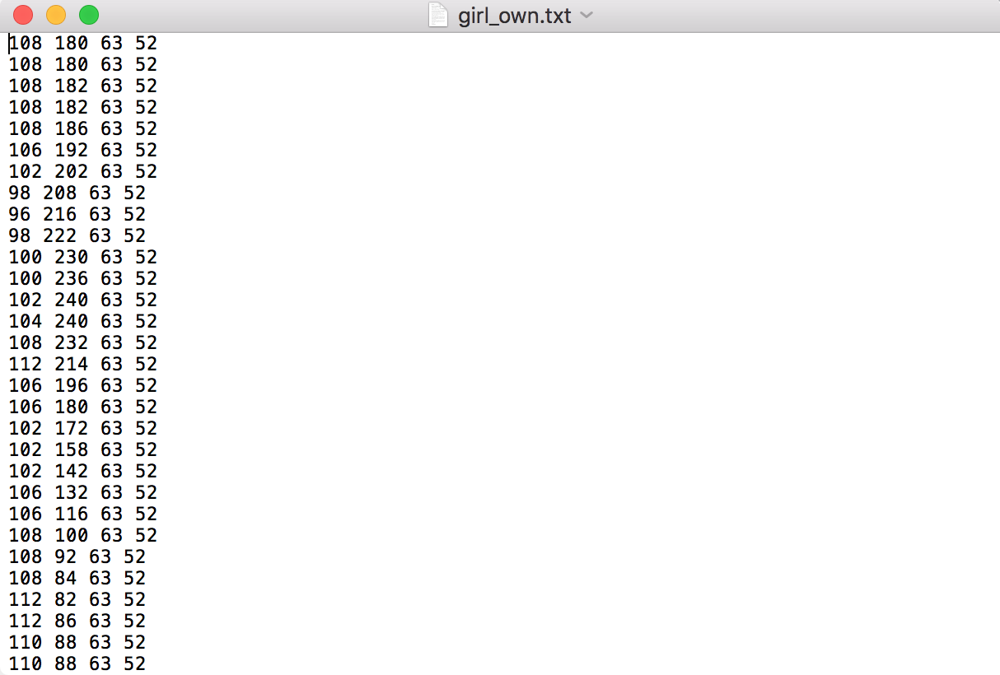 girl_own.txt
108 180 63 52
108 180 63 52
108 182 63 52
108 182 63 52
108 186 63 52
106 192 63 52
102 202 63 52
98 208 63 52
96 216 63 52
98 222 63 52
100 230 63 52
100 236 63 52
102 240 63 52
104 240 63 52
108 232 63 52
112 214 63 52
106 196 63 52
106 180 63 52
102 172 63 52
102 158 63 52
102 142 63 52
106 132 63 52
106 116 63 52
108 100 63 52
108 92 63 52
108 84 63 52
112 82 63 52
112 86 63 52
110 88 63 52
110 88 63 52